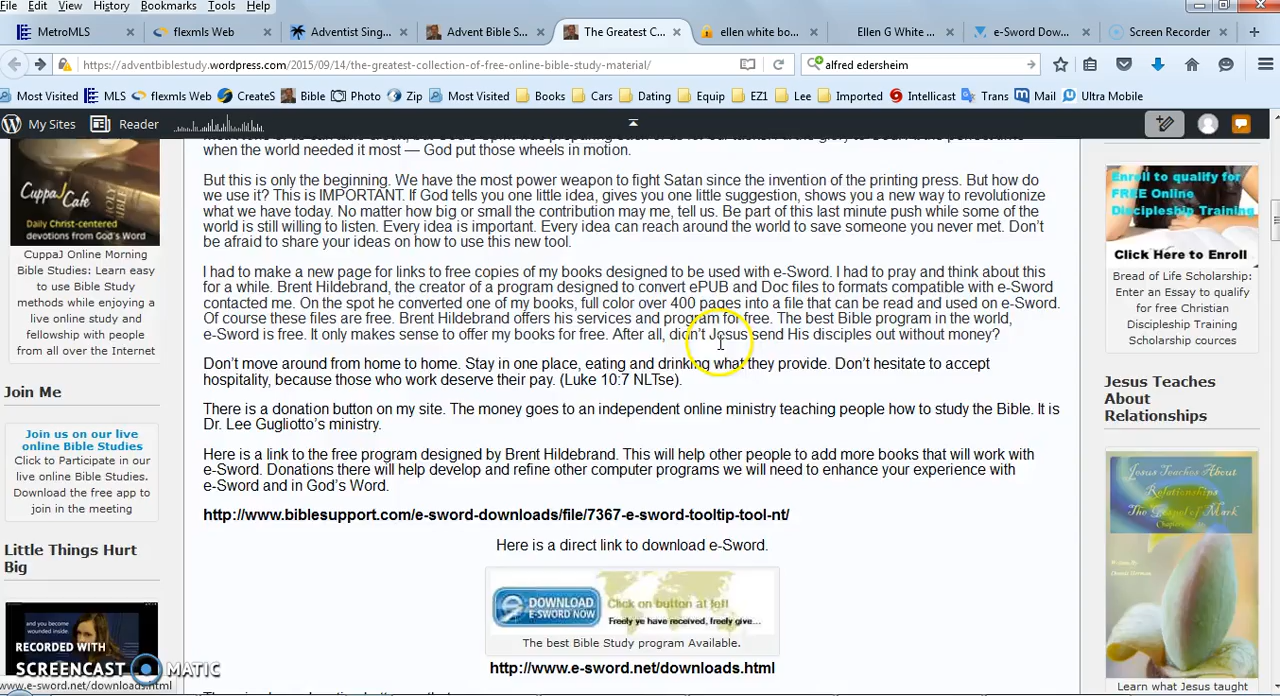 File Edit View History Bookmarks Tools Help
MetroMLS
flexmls Web
Adventist Sing...
Advent Bible S...
The Greatest C...
ellen white bo...
Ellen G White ...
e-Sword Dow...
Screen Recorder
https://adventbiblestudy.wordpress.com/2015/09/14/the-greatest-collection-of-free-online-bible-study-material/
alfred edersheim
Most Visited MLS flexmls Web CreateS Bible Photo Zip Most Visited Books Cars Dating Equip EZ1 Lee Imported Intellicast Trans Mail Ultra Mobile
My Sites Reader
when the world needed it most — God put those wheels in motion.
But this is only the beginning. We have the most power weapon to fight Satan since the invention of the printing press. But how do
we use it? This is IMPORTANT. If God tells you one little idea, gives you one little suggestion, shows you a new way to revolutionize
what we have today. No matter how big or small the contribution may me, tell us. Be part of this last minute push while some of the
world is still willing to listen. Every idea is important. Every idea can reach around the world to save someone you never met. Don't
be afraid to share your ideas on how to use this new tool.
I had to make a new page for links to free copies of my books designed to be used with e-Sword. I had to pray and think about this
for a while. Brent Hildebrand, the creator of a program designed to convert ePUB and Doc files to formats compatible with e-Sword
contacted me. On the spot he converted one of my books, full color over 400 pages into a file that can be read and used on e-Sword.
Of course these files are free. Brent Hildebrand offers his services and program for free. The best Bible program in the world,
e-Sword is free. It only makes sense to offer my books for free. After all, didn't Jesus send His disciples out without money?
Don't move around from home to home. Stay in one place, eating and drinking what they provide. Don't hesitate to accept
hospitality, because those who work deserve their pay. (Luke 10:7 NLTse).
There is a donation button on my site. The money goes to an independent online ministry teaching people how to study the Bible. It is
Dr. Lee Gugliotto's ministry.
Here is a link to the free program designed by Brent Hildebrand. This will help other people to add more books that will work with
e-Sword. Donations there will help develop and refine other computer programs we will need to enhance your experience with
e-Sword and in God's Word.
http://www.biblesupport.com/e-sword-downloads/file/7367-e-sword-tooltip-tool-nt/
Here is a direct link to download e-Sword.
DOWNLOAD
E-SWORD NOW
Click on button at left
Freely ye have received, freely give...
The best Bible Study program Available.
http://www.e-sword.net/downloads.html
CuppaJ
Cafe
Daily Christ-centered
devotions from God's Word
CuppaJ Online Morning
Bible Studies: Learn easy
to use Bible Study
methods while enjoying a
live online study and
fellowship with people
from all over the Internet
Join Me
Join us on our live
online Bible Studies
Click to Participate in our
live online Bible Studies.
Download the free app to
join in the meeting
Little Things Hurt
Big
and you become
wounded inside
RECORDED WITH
SCREENCAST MATIC
www.e-sword.net/downloads.html
Enroll to qualify for
FREE Online
Discipleship Training
Click Here to Enroll
Bread of Life Scholarship:
Enter an Essay to qualify
for free Christian
Discipleship Training
Scholarship courses
Jesus Teaches
About
Relationships
Jesus Teaches About
Relationships
The Gospel of Mark
Learn what Jesus taught